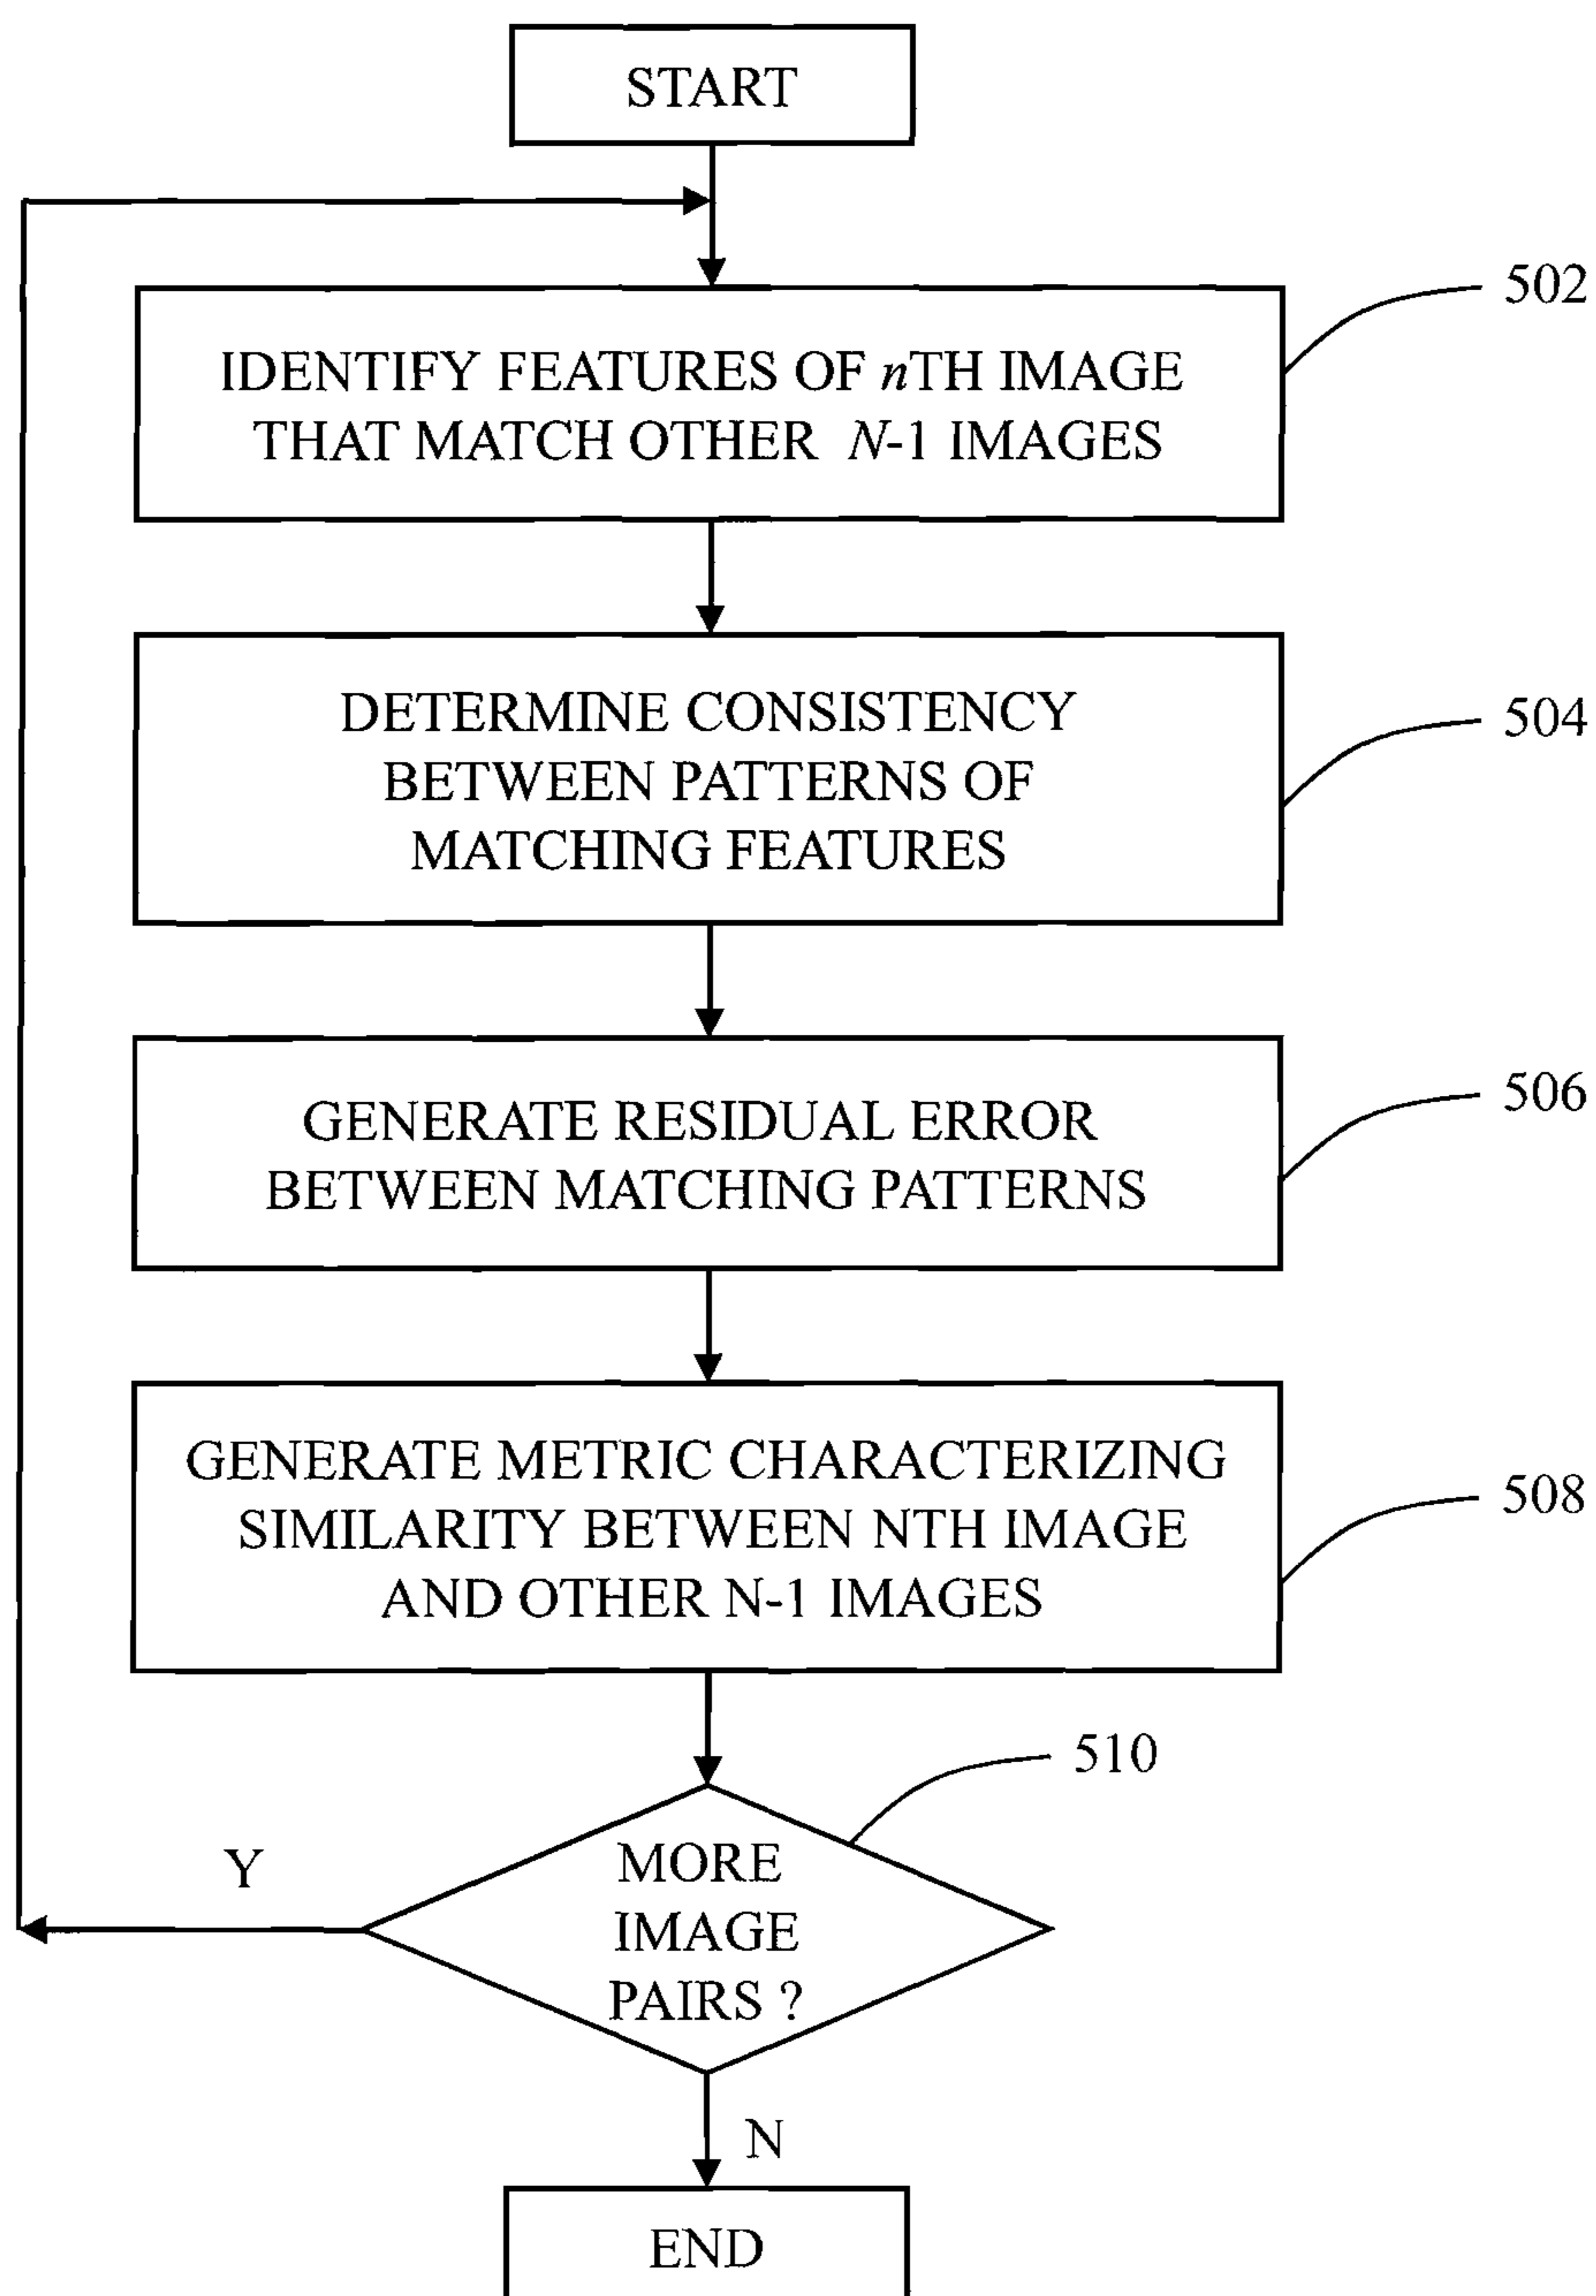 START
502
IDENTIFY FEATURES OF nTH IMAGE
THAT MATCH OTHER N-1 IMAGES
504
DETERMINE CONSISTENCY
BETWEEN PATTERNS OF
MATCHING FEATURES
506
GENERATE RESIDUAL ERROR
BETWEEN MATCHING PATTERNS
508
GENERATE METRIC CHARACTERIZING
SIMILARITY BETWEEN NTH IMAGE
AND OTHER N-1 IMAGES
510
Y
MORE
IMAGE
PAIRS ?
N
END